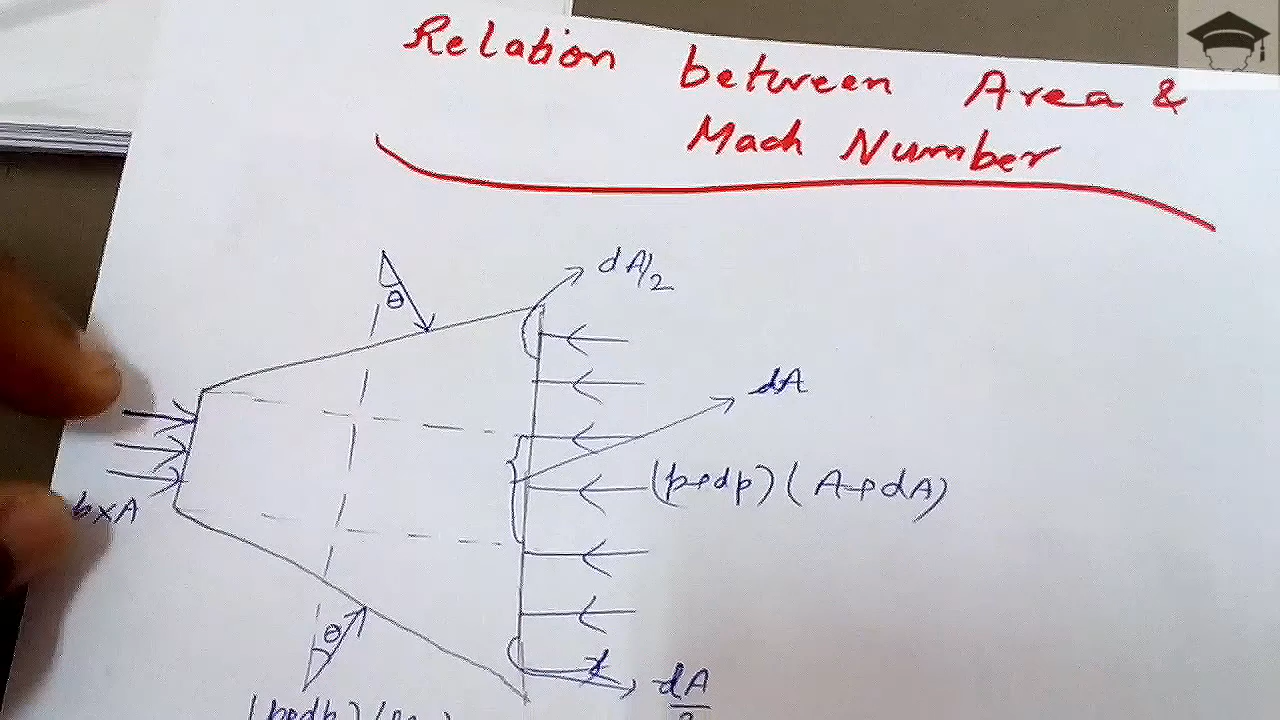 Relation between Area &
Mach Number
dA/2
θ
dA
(p+dp)(A+dA)
p×A
θ
dA